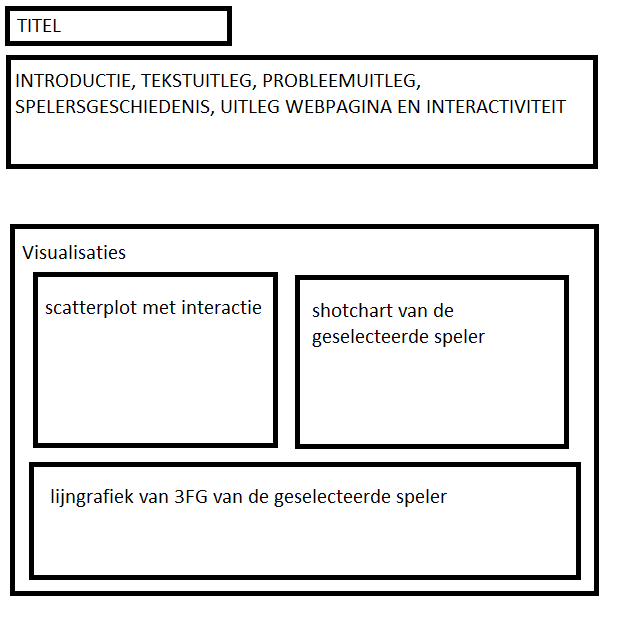 TITEL
INTRODUCTIE, TEKSTUITLEG, PROBLEEMUITLEG,
SPELERSGESCHIEDENIS, UITLEG WEBPAGINA EN INTERACTIVITEIT
Visualisaties
scatterplot met interactie
shotchart van de
geselecteerde speler
lijngrafiek van 3FG van de geselecteerde speler